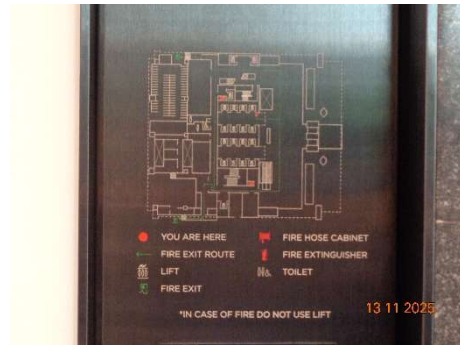 YOU ARE HERE
FIRE HOSE CABINET
FIRE EXIT ROUTE
FIRE EXTINGUISHER
LIFT
TOILET
FIRE EXIT
*IN CASE OF FIRE DO NOT USE LIFT
13 11 2025